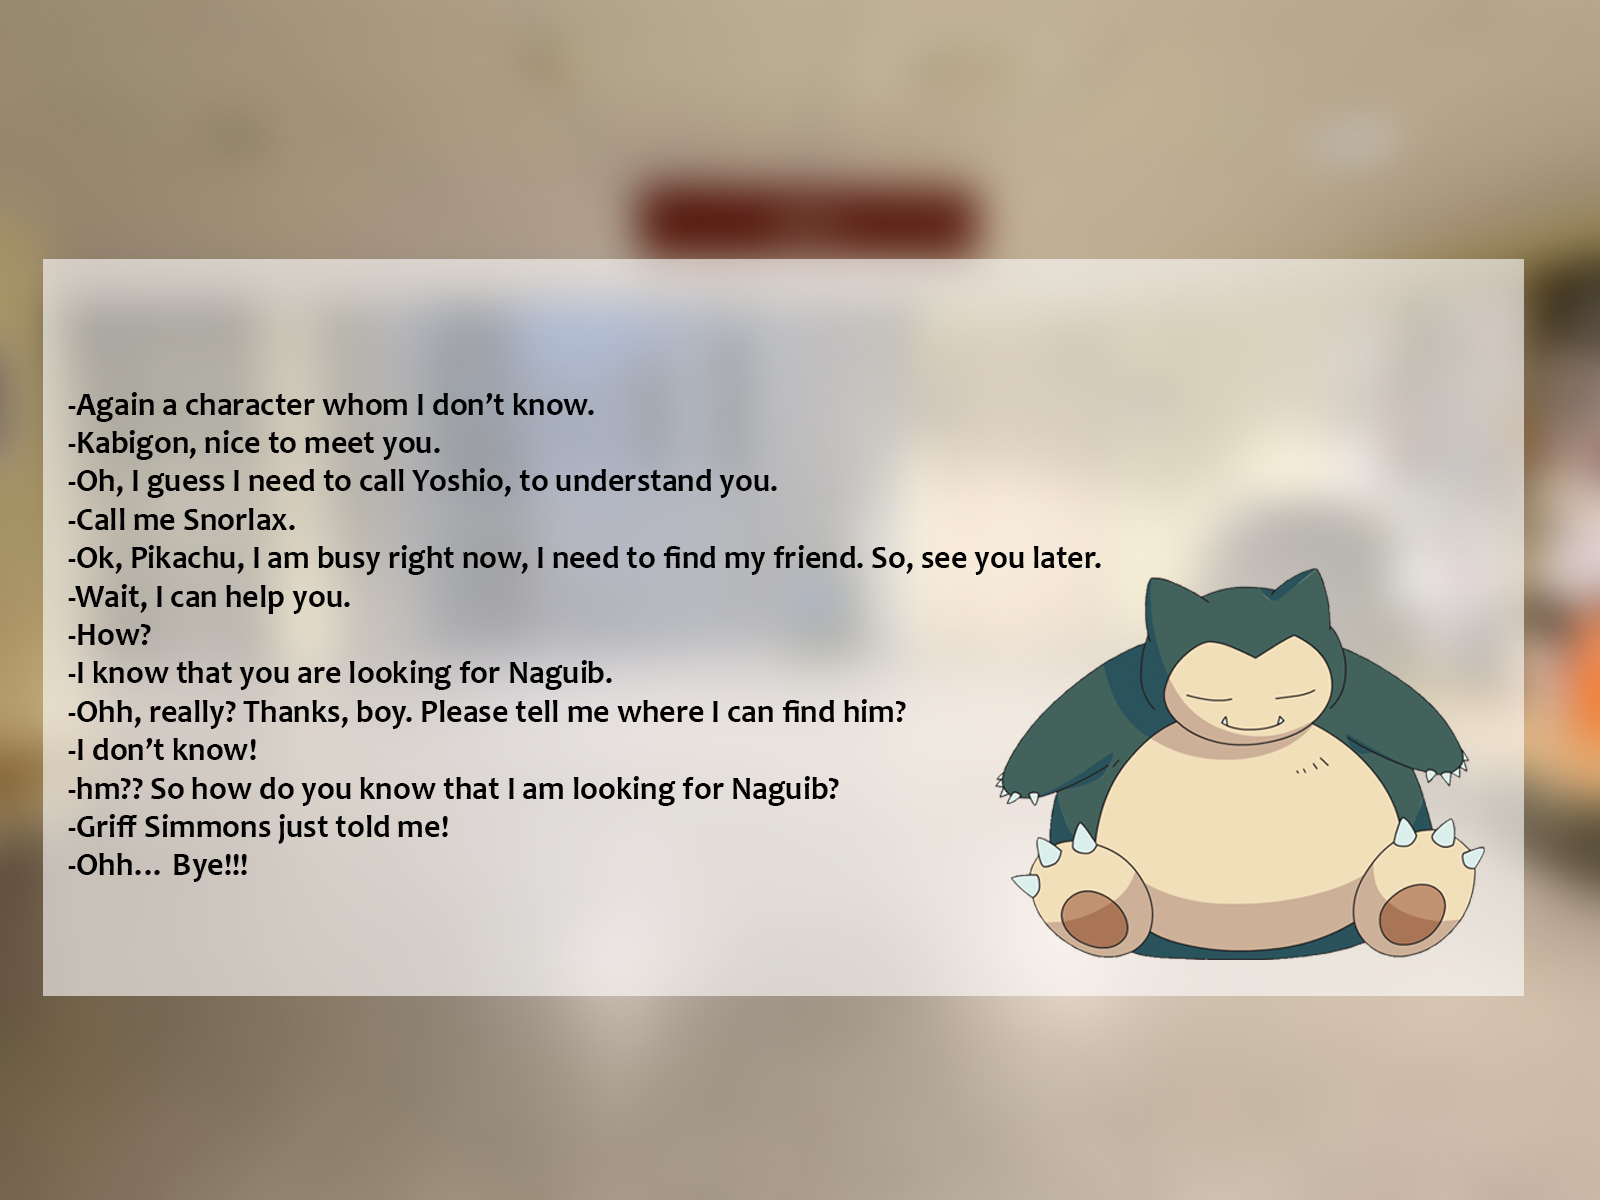 -Again a character whom I don’t know.
-Kabigon, nice to meet you.
-Oh, I guess I need to call Yoshio, to understand you.
-Call me Snorlax.
-Ok, Pikachu, I am busy right now, I need to find my friend. So, see you later.
-Wait, I can help you.
-How?
-I know that you are looking for Naguib.
-Ohh, really? Thanks, boy. Please tell me where I can find him?
-I don’t know!
-hm?? So how do you know that I am looking for Naguib?
-Griff Simmons just told me!
-Ohh… Bye!!!